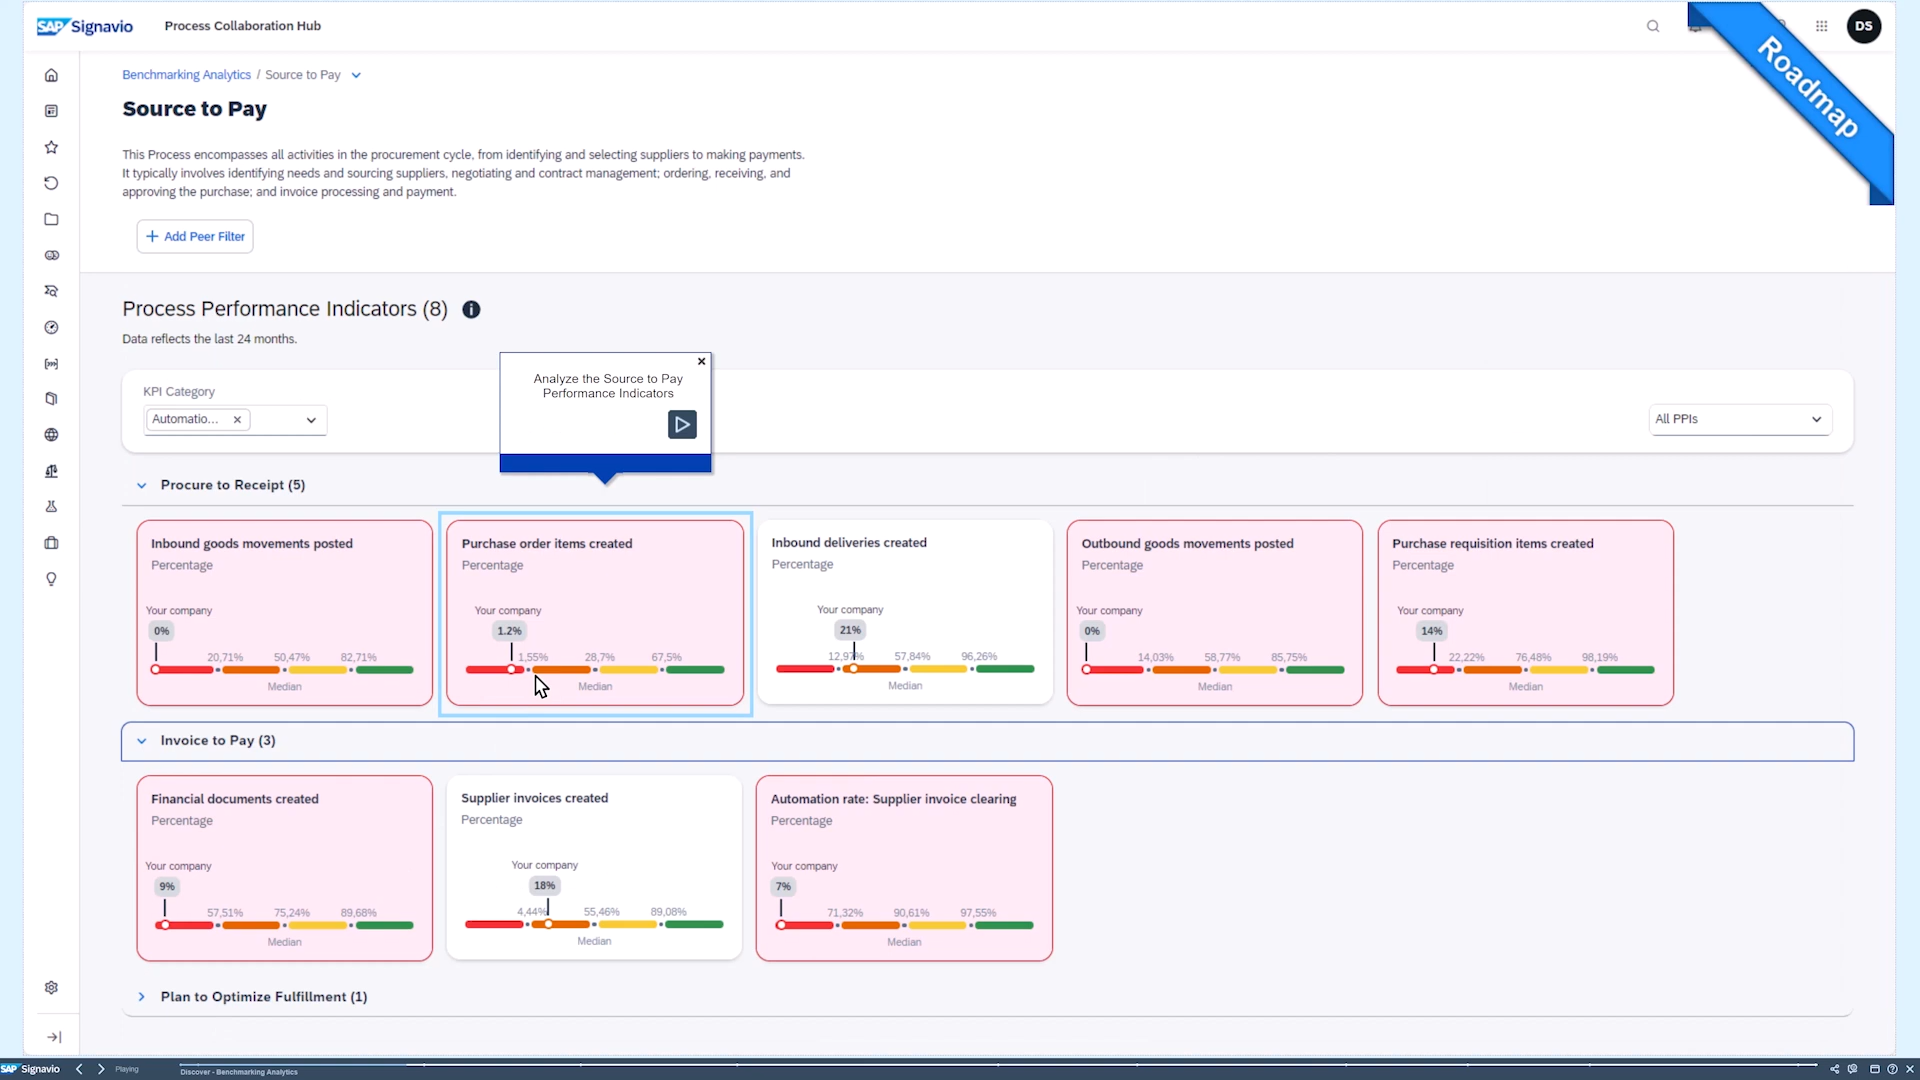 SAP Signavio
Process Collaboration Hub
DS
Roadmap
Benchmarking Analytics / Source to Pay
Source to Pay
This Process encompasses all activities in the procurement cycle, from identifying and selecting suppliers to making payments.
It typically involves identifying needs and sourcing suppliers, negotiating and contract management; ordering, receiving, and
approving the purchase; and invoice processing and payment.
+ Add Peer Filter
Process Performance Indicators (8)
Data reflects the last 24 months.
Analyze the Source to Pay
Performance Indicators
KPI Category
Automatio...
All PPIs
Procure to Receipt (5)
Inbound goods movements posted
Percentage
Your company
0%
20,71% 50,47% 82,71%
Median
Purchase order items created
Percentage
Your company
1.2%
1,55% 28,7% 67,5%
Median
Inbound deliveries created
Percentage
Your company
21%
57,84% 96,26%
Median
Outbound goods movements posted
Percentage
Your company
0%
14,03% 58,77% 85,75%
Median
Purchase requisition items created
Percentage
Your company
14%
22,22% 76,48% 98,19%
Median
Invoice to Pay (3)
Financial documents created
Percentage
Your company
9%
57,51% 75,24% 89,68%
Median
Supplier invoices created
Percentage
Your company
18%
4,44% 55,46% 89,08%
Median
Automation rate: Supplier invoice clearing
Percentage
Your company
7%
71,32% 90,61% 97,55%
Median
Plan to Optimize Fulfillment (1)
SAP Signavio
Playing
Discover - Benchmarking Analytics